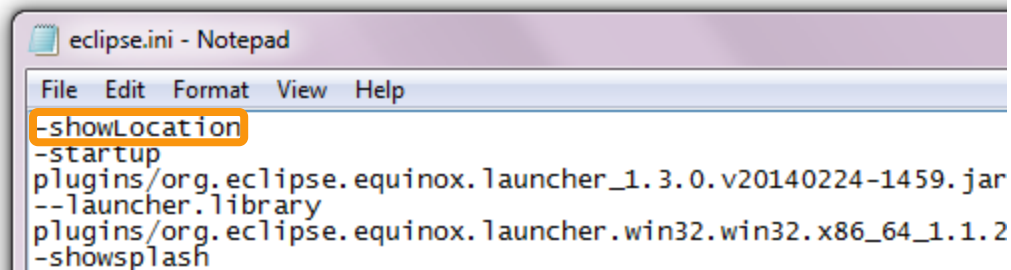 eclipse.ini - Notepad
File Edit Format View Help
-showLocation
-startup
plugins/org.eclipse.equinox.launcher_1.3.0.v20140224-1459.jar
--launcher.library
plugins/org.eclipse.equinox.launcher.win32.win32.x86_64_1.1.2
-showsplash